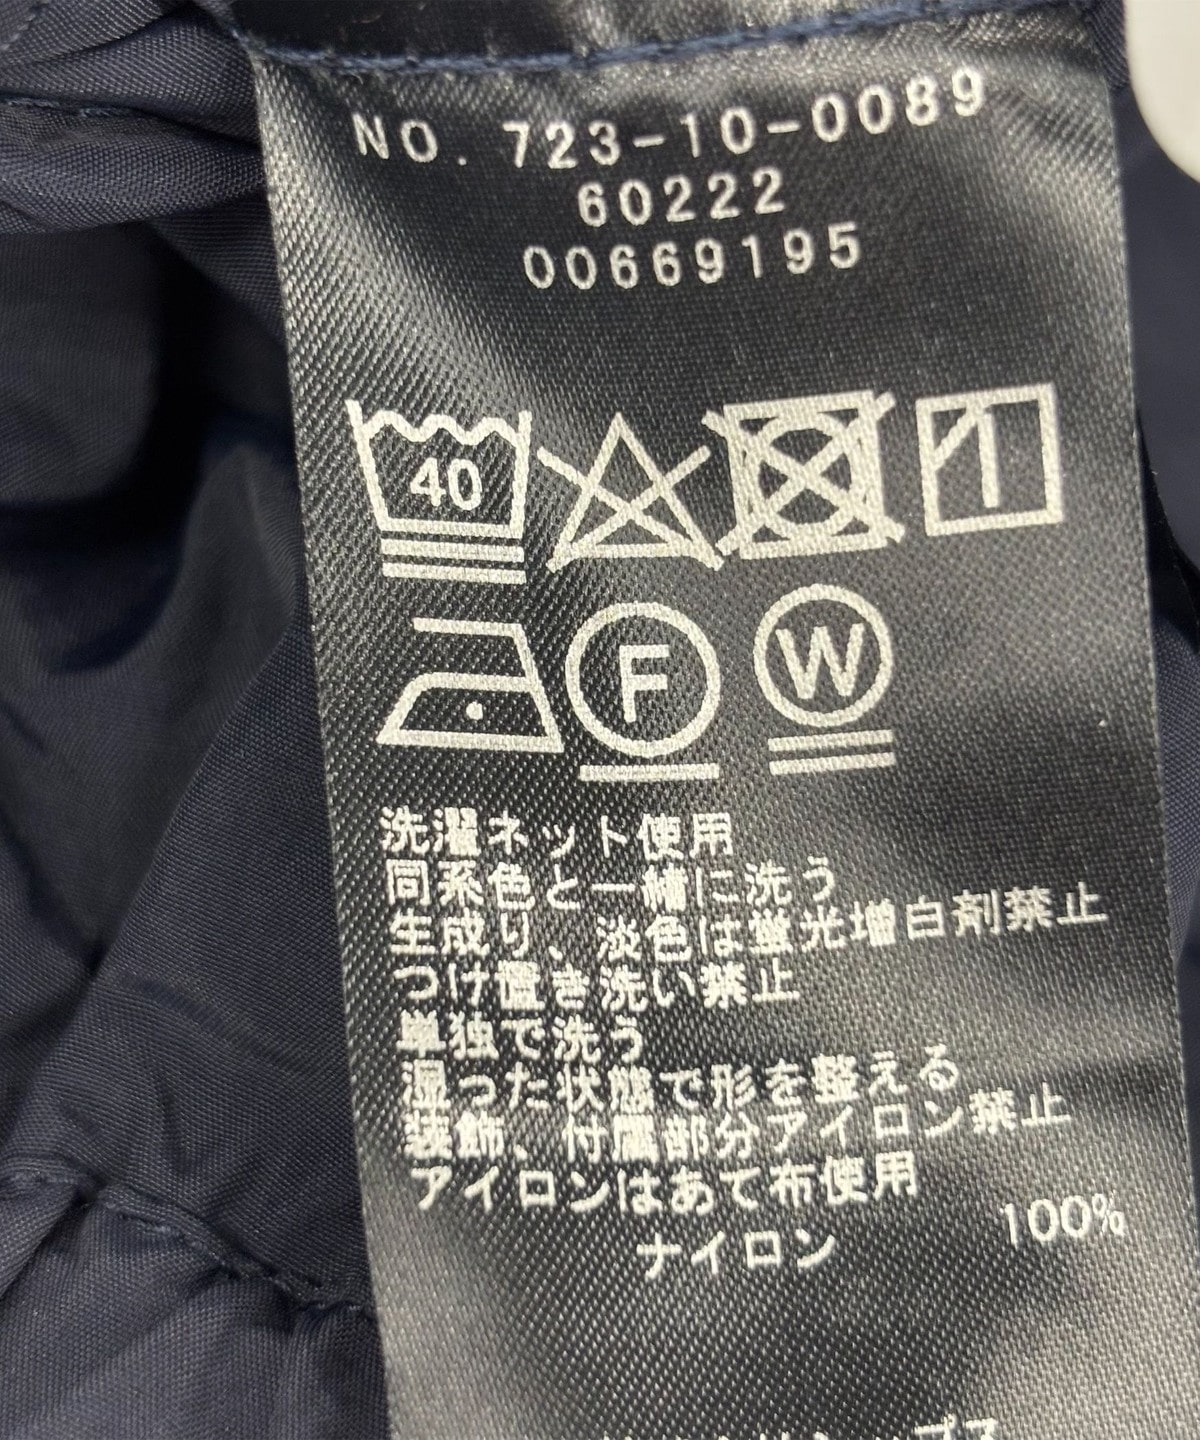 NO. 723-10-0089
60222
00669195
40
F W
洗濯ネット使用
同系色と一緒に洗う
生成り、淡色は蛍光増白剤禁止
つけ置き洗い禁止
単独で洗う
湿った状態で形を整える
装飾、付属部分アイロン禁止
アイロンはあて布使用
ナイロン 100%